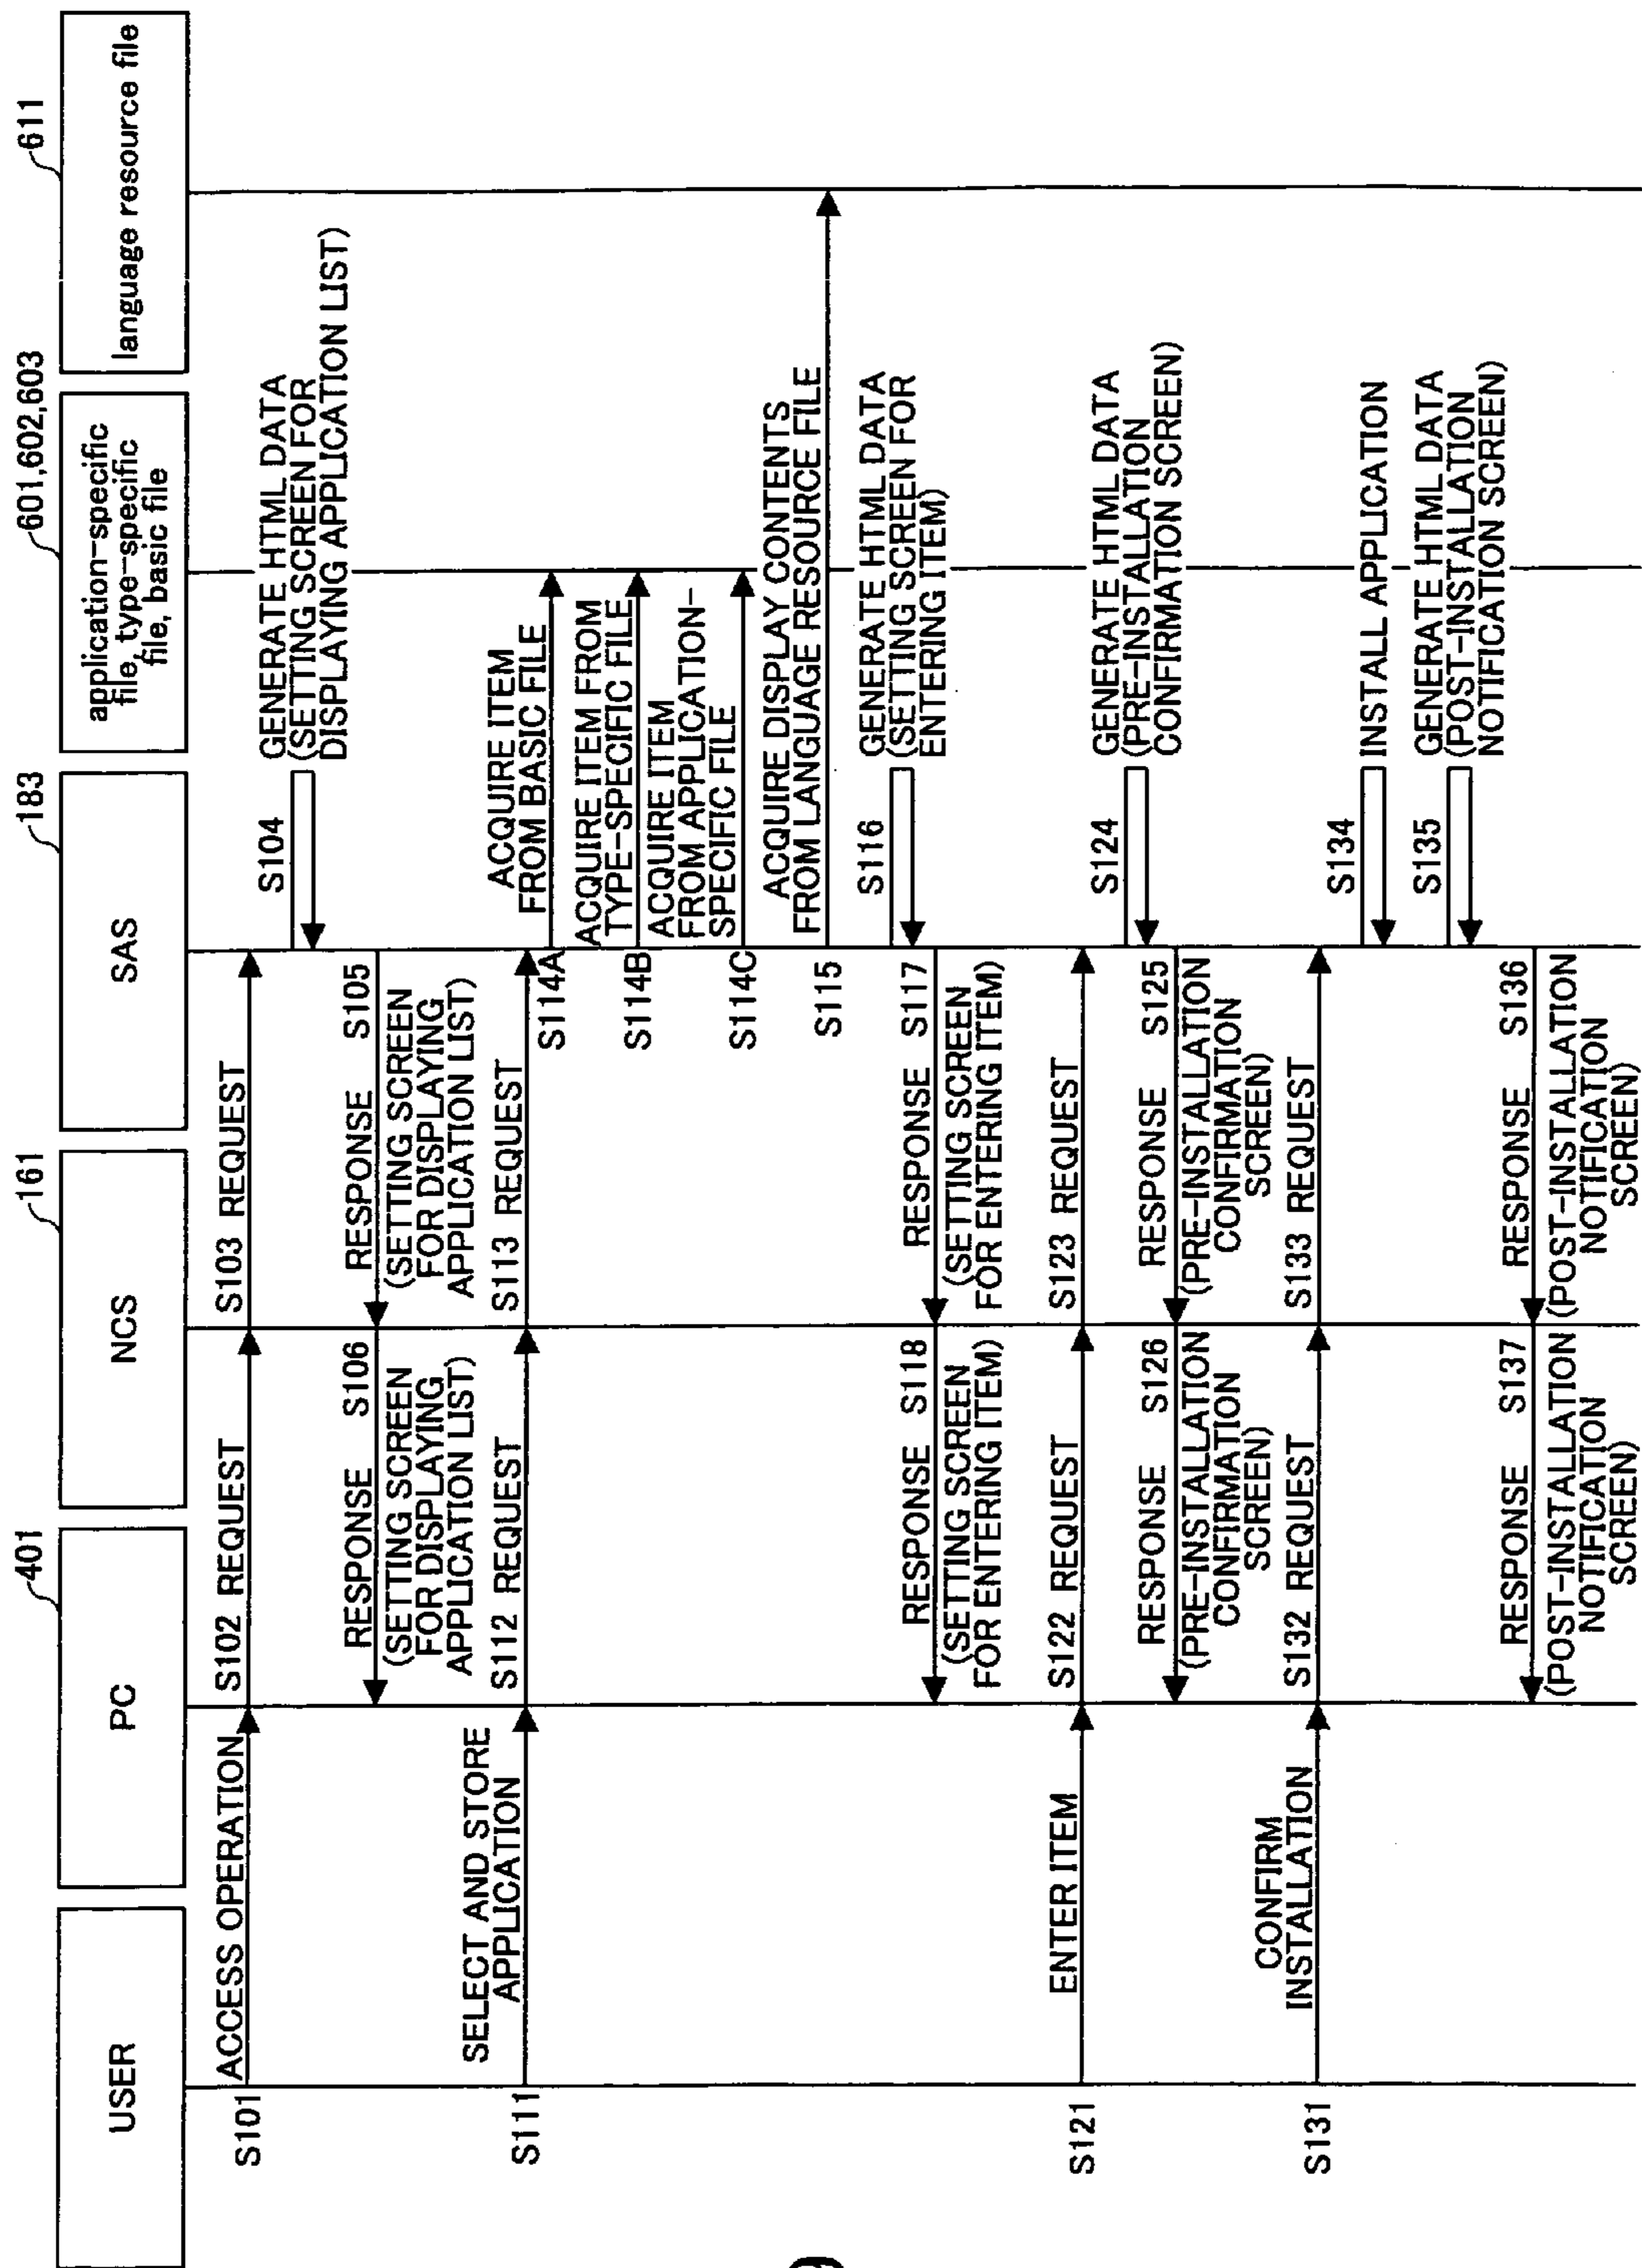 USER
PC
401
NCS
161
SAS
183
application-specific
file, type-specific
file, basic file
601,602,603
language resource file
611
S101
ACCESS OPERATION
S102 REQUEST
S103 REQUEST
S104
GENERATE HTML DATA
(SETTING SCREEN FOR
DISPLAYING APPLICATION LIST)
RESPONSE S105
(SETTING SCREEN
FOR DISPLAYING
APPLICATION LIST)
RESPONSE S106
(SETTING SCREEN
FOR DISPLAYING
APPLICATION LIST)
S111
SELECT AND STORE
APPLICATION
S112 REQUEST
S113 REQUEST
S114A
ACQUIRE ITEM
FROM BASIC FILE
S114B
ACQUIRE ITEM FROM
TYPE-SPECIFIC FILE
S114C
ACQUIRE ITEM
FROM APPLICATION-
SPECIFIC FILE
S115
ACQUIRE DISPLAY CONTENTS
FROM LANGUAGE RESOURCE FILE
S116
GENERATE HTML DATA
(SETTING SCREEN FOR
ENTERING ITEM)
RESPONSE S117
(SETTING SCREEN
FOR ENTERING ITEM)
RESPONSE S118
(SETTING SCREEN
FOR ENTERING ITEM)
S121
ENTER ITEM
S122 REQUEST
S123 REQUEST
S124
GENERATE HTML DATA
(PRE-INSTALLATION
CONFIRMATION SCREEN)
RESPONSE S125
(PRE-INSTALLATION
CONFIRMATION
SCREEN)
RESPONSE S126
(PRE-INSTALLATION
CONFIRMATION
SCREEN)
S131
CONFIRM
INSTALLATION
S132 REQUEST
S133 REQUEST
S134
INSTALL APPLICATION
S135
GENERATE HTML DATA
(POST-INSTALLATION
NOTIFICATION SCREEN)
RESPONSE S136
(POST-INSTALLATION
NOTIFICATION
SCREEN)
RESPONSE S137
(POST-INSTALLATION
NOTIFICATION
SCREEN)